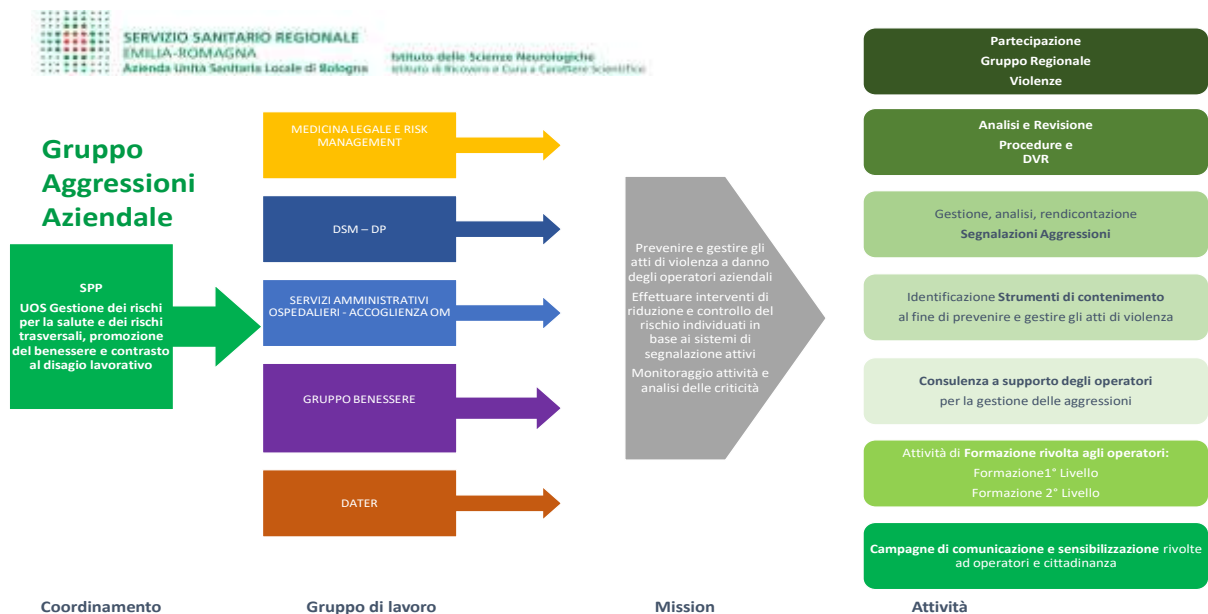 SERVIZIO SANITARIO REGIONALE
EMILIA-ROMAGNA
Azienda Unità Sanitaria Locale di Bologna
Istituto delle Scienze Neurologiche
Istituto di Ricovero e Cura a Carattere Scientifico
Gruppo
Aggressioni
Aziendale
SPP
UOS Gestione dei rischi
per la salute e dei rischi
trasversali, promozione
del benessere e contrasto
al disagio lavorativo
Coordinamento
MEDICINA LEGALE E RISK
MANAGEMENT
DSM – DP
SERVIZI AMMINISTRATIVI
OSPEDALIERI - ACCOGLIENZA OM
GRUPPO BENESSERE
DATER
Gruppo di lavoro
Prevenire e gestire gli
atti di violenza a danno
degli operatori aziendali
Effettuare interventi di
riduzione e controllo del
rischio individuati in
base ai sistemi di
segnalazione attivi
Monitoraggio attività e
analisi delle criticità
Mission
Partecipazione
Gruppo Regionale
Violenze
Analisi e Revisione
Procedure e
DVR
Gestione, analisi, rendicontazione
Segnalazioni Aggressioni
Identificazione Strumenti di contenimento
al fine di prevenire e gestire gli atti di violenza
Consulenza a supporto degli operatori
per la gestione delle aggressioni
Attività di Formazione rivolta agli operatori:
Formazione1° Livello
Formazione 2° Livello
Campagne di comunicazione e sensibilizzazione rivolte
ad operatori e cittadinanza
Attività